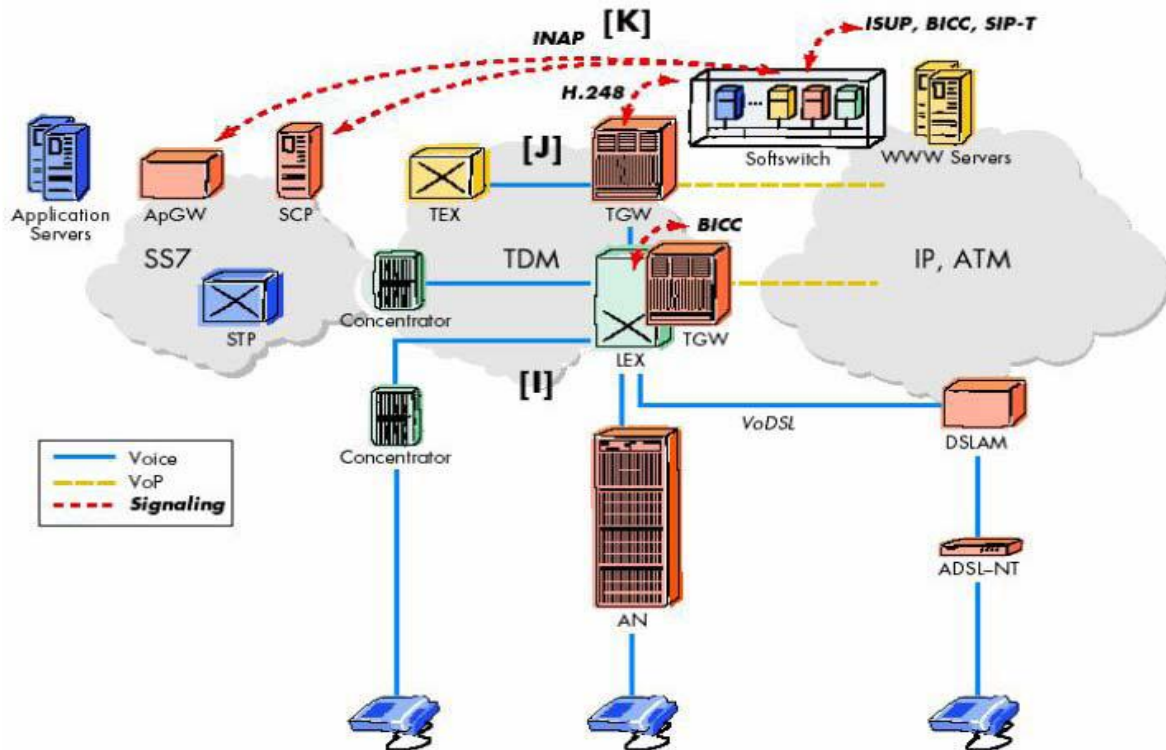 [K]
INAP
ISUP, BICC, SIP-T
H.248
[J]
Softswitch
WWW Servers
Application
Servers
ApGW
SCP
TEX
TGW
BICC
SS7
TDM
IP, ATM
STP
Concentrator
TGW
LEX
[I]
VoDSL
DSLAM
Concentrator
Voice
VoP
Signaling
ADSL–NT
AN